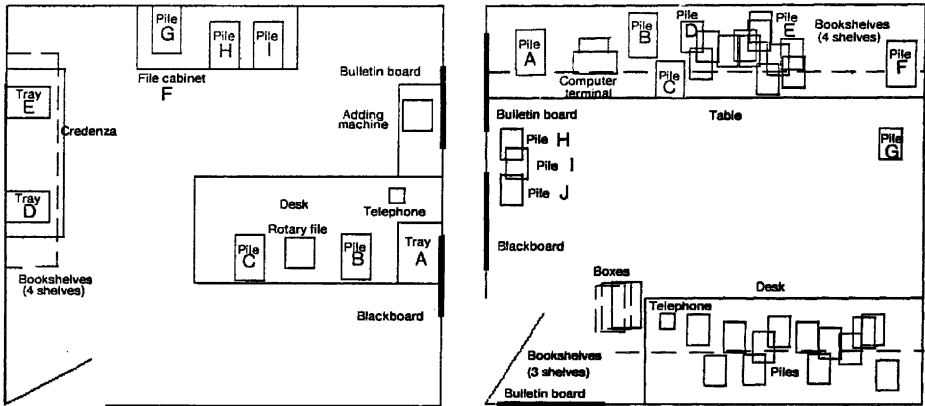 Pile
G
Pile
H
Pile
I
File cabinet
F
Bulletin board
Tray
E
Credenza
Adding
machine
Tray
D
Desk
Telephone
Rotary file
Pile
C
Pile
B
Tray
A
Bookshelves
(4 shelves)
Blackboard
Pile
A
Computer
terminal
Pile
B
Pile
C
Pile
D
Pile
E
Bookshelves
(4 shelves)
Pile
F
Bulletin board
Table
Pile H
Pile I
Pile J
Pile
G
Blackboard
Boxes
Desk
Telephone
Bookshelves
(3 shelves)
Piles
Bulletin board